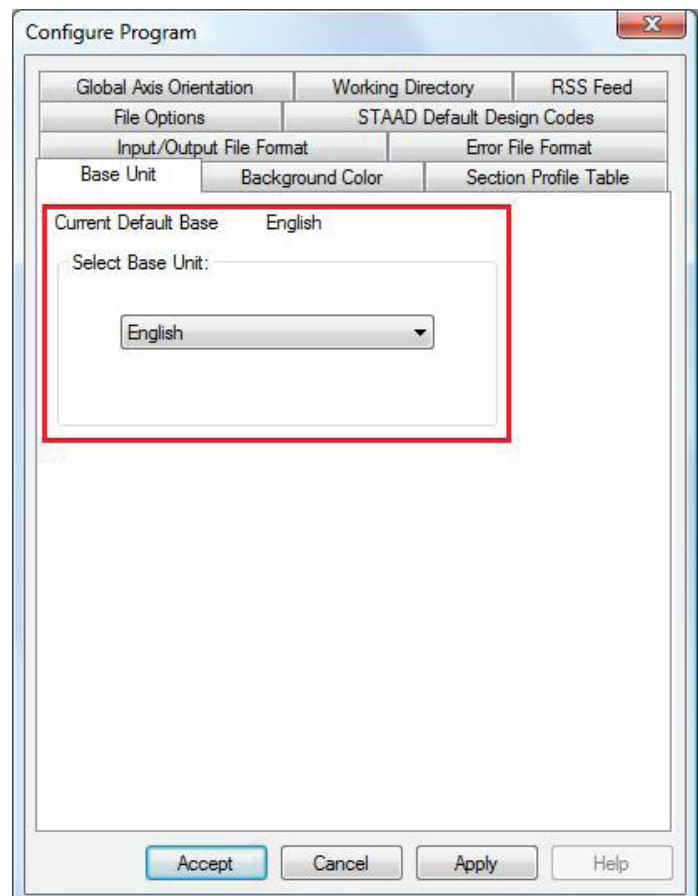 Configure Program
Global Axis Orientation Working Directory RSS Feed
File Options STAAD Default Design Codes
Input/Output File Format Error File Format
Base Unit Background Color Section Profile Table
Current Default Base English
Select Base Unit:
English
Accept Cancel Apply Help